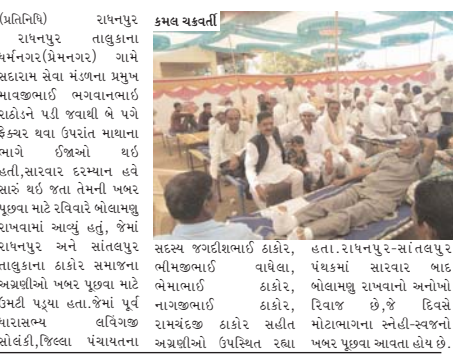 (પ્રતિનિધિ) રાધનપુર
રાધનપુર તાલુકાના
ધર્મનગર(પ્રેમનગર) ગામે
સદારામ સેવા મંડળના પ્રમુખ
માવજીભાઈ ભગવાનભાઇ
રાઠોડને પડી જવાથી બે પગે
ફ્રેક્ચર થવા ઉપરાંત માથાના
ભાગે ઈજાઓ થઇ
હતી,સારવાર દરમ્યાન હવે
સારું થઇ જતા તેમની ખબર
પૂછવા માટે રવિવારે બોલામણુ
રાખવામાં આવ્યું હતું, જેમાં
રાધનપુર અને સાંતલપુર
તાલુકાના ઠાકોર સમાજના
અગ્રણીઓ ખબર પૂછવા માટે
ઉમટી પડ્યા હતા.જેમાં પૂર્વ
ધારાસભ્ય લવિંગજી
સોલંકી,જિલ્લા પંચાયતના
કમલ ચક્રવર્તી
સદસ્ય જગદીશભાઈ ઠાકોર,
ભીમજીભાઈ વાઘેલા,
ભેમાભાઈ ઠાકોર,
નાગજીભાઈ ઠાકોર,
રામચંદજી ઠાકોર સહીત
અગ્રણીઓ ઉપસ્થિત રહ્યા
હતા.રાધનપુર-સાંતલપુર
પંથકમાં સારવાર બાદ
બોલામણુ રાખવાનો અનોખો
રિવાજ છે,જે દિવસે
મોટાભાગના સ્નેહી-સ્વજનો
ખબર પૂછવા આવતા હોય છે.